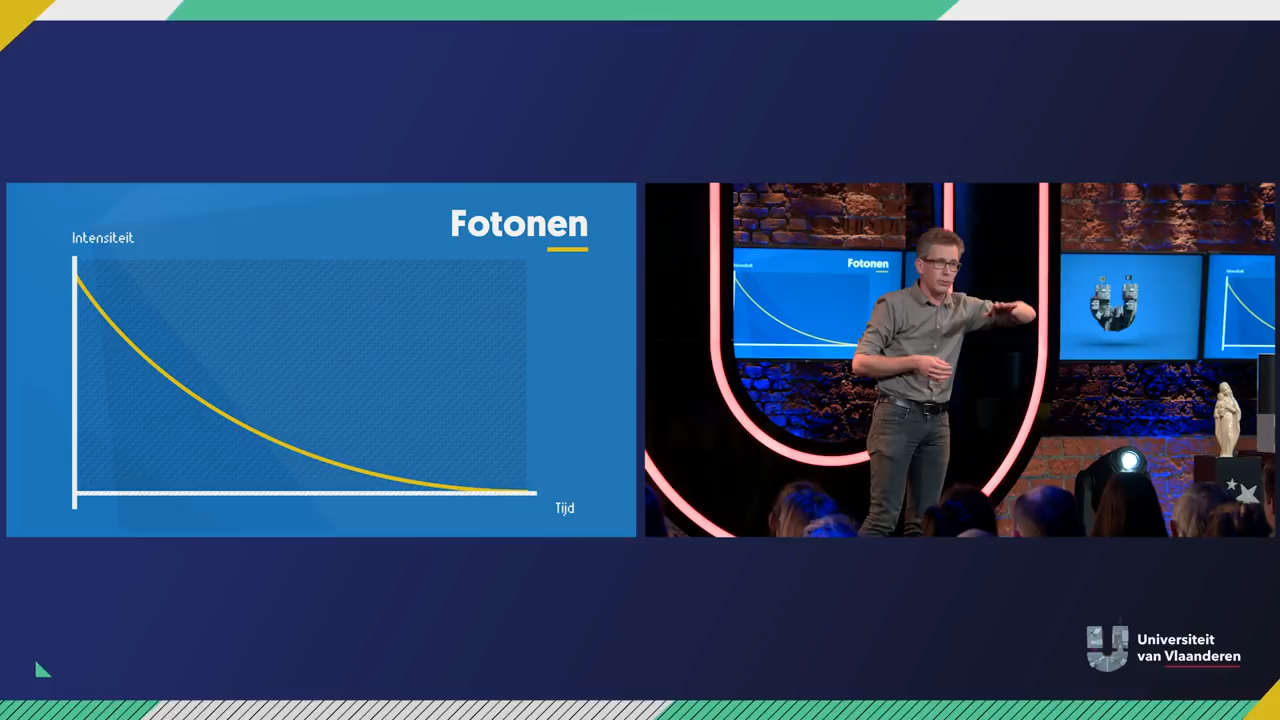 Fotonen
Intensiteit
Tijd
Fotonen
Universiteit
van Vlaanderen